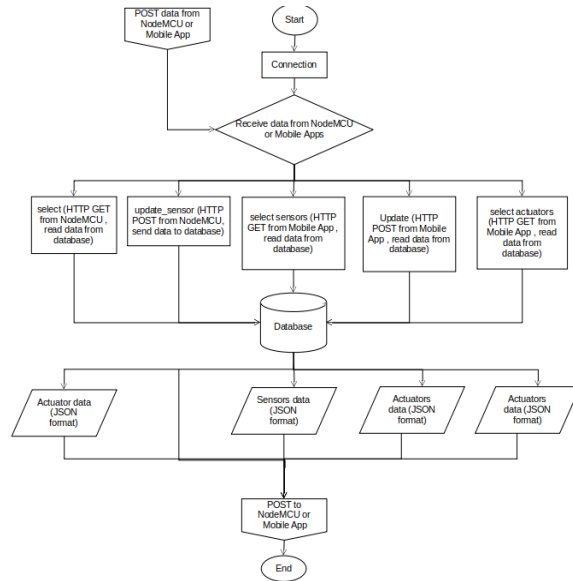 POST data from
NodeMCU or
Mobile App
Start
Connection
Receive data from NodeMCU
or Mobile Apps
select (HTTP GET
from NodeMCU ,
read data from
database)
update_sensor (HTTP
POST from NodeMCU,
send data to database)
select sensors (HTTP
GET from Mobile App ,
read data from
database)
Update (HTTP
POST from Mobile
App , read data from
database)
select actuators
(HTTP GET from
Mobile App , read
data from
database)
Database
Actuator data
(JSON
format)
Sensors data
(JSON
format)
Actuators
data (JSON
format)
Actuators
data (JSON
format)
POST to
NodeMCU or
Mobile App
End